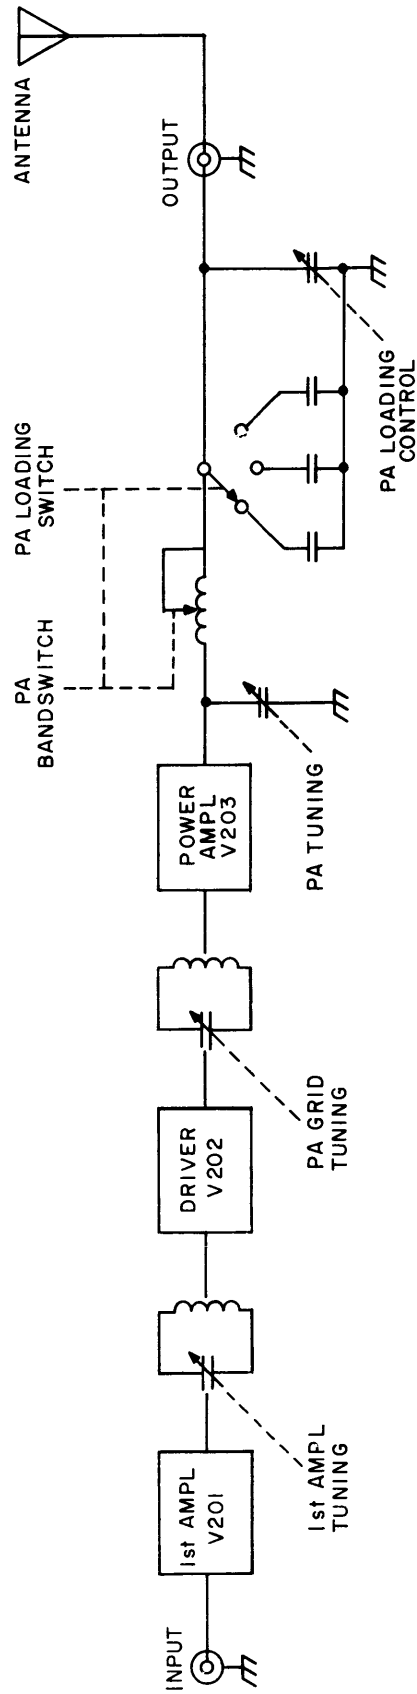 INPUT
1st AMPL
V201
1st AMPL
TUNING
DRIVER
V202
PA GRID
TUNING
POWER
AMPL
V203
PA TUNING
PA
BANDSWITCH
PA LOADING
SWITCH
PA LOADING
CONTROL
OUTPUT
ANTENNA